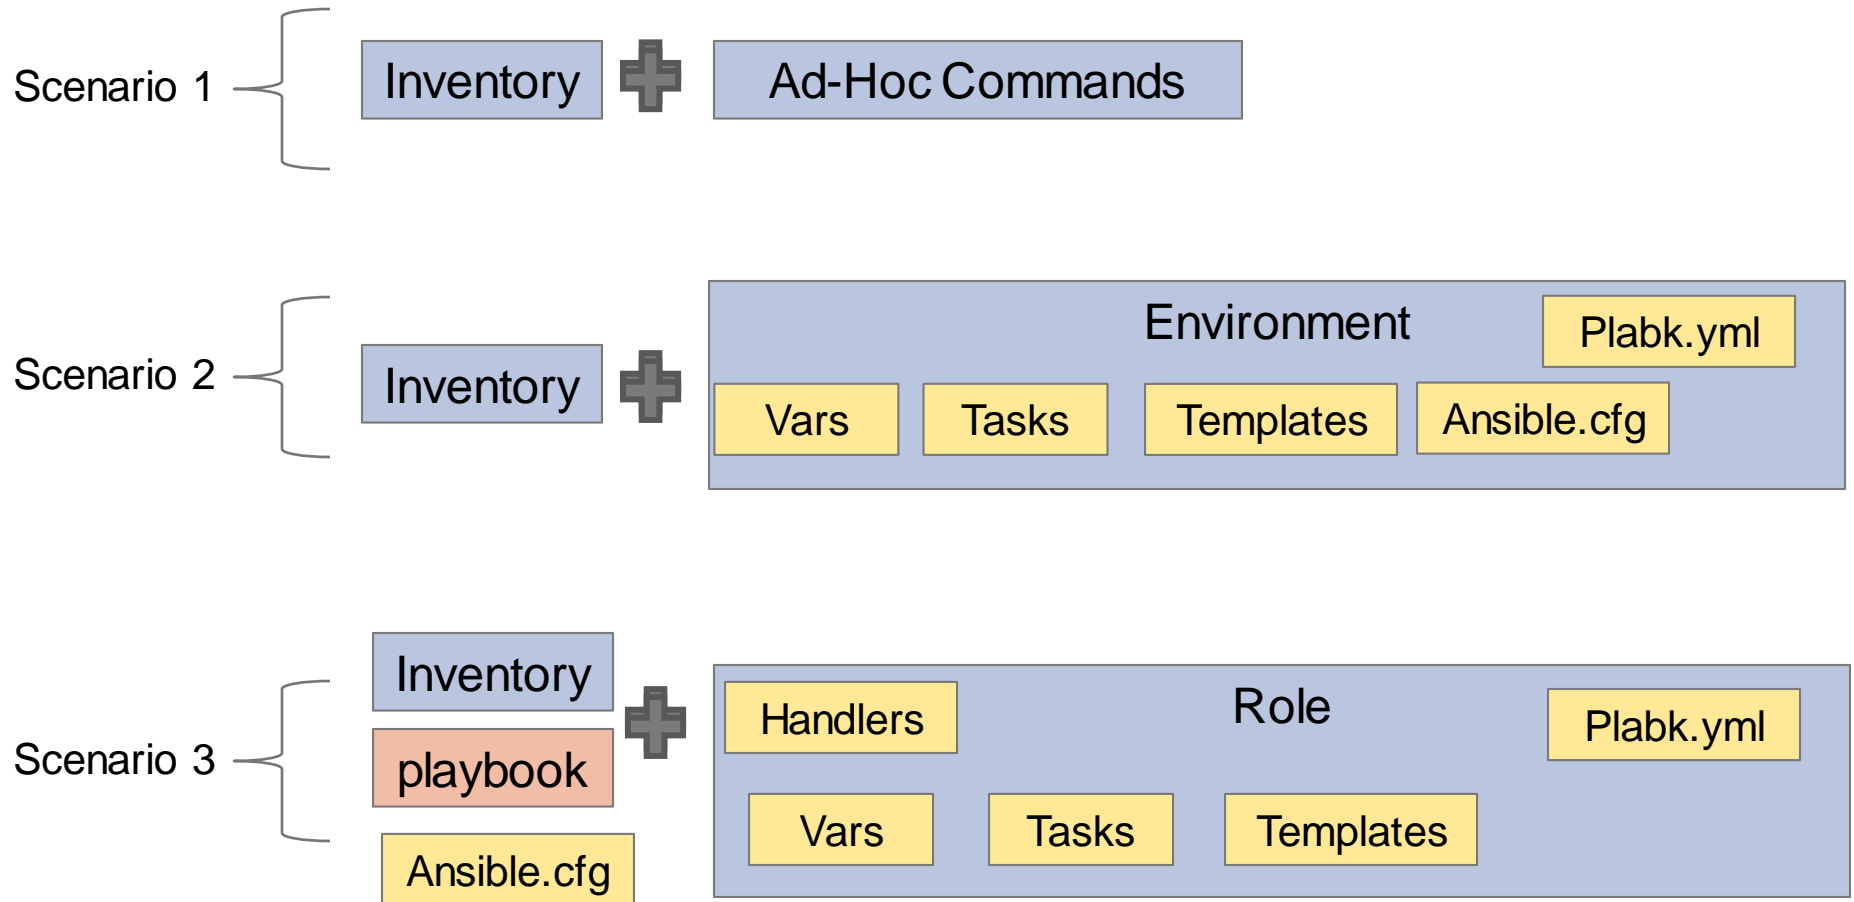 Scenario 1
Inventory
Ad-Hoc Commands
Scenario 2
Inventory
Environment
Plabk.yml
Vars
Tasks
Templates
Ansible.cfg
Scenario 3
Inventory
playbook
Ansible.cfg
Handlers
Role
Plabk.yml
Vars
Tasks
Templates